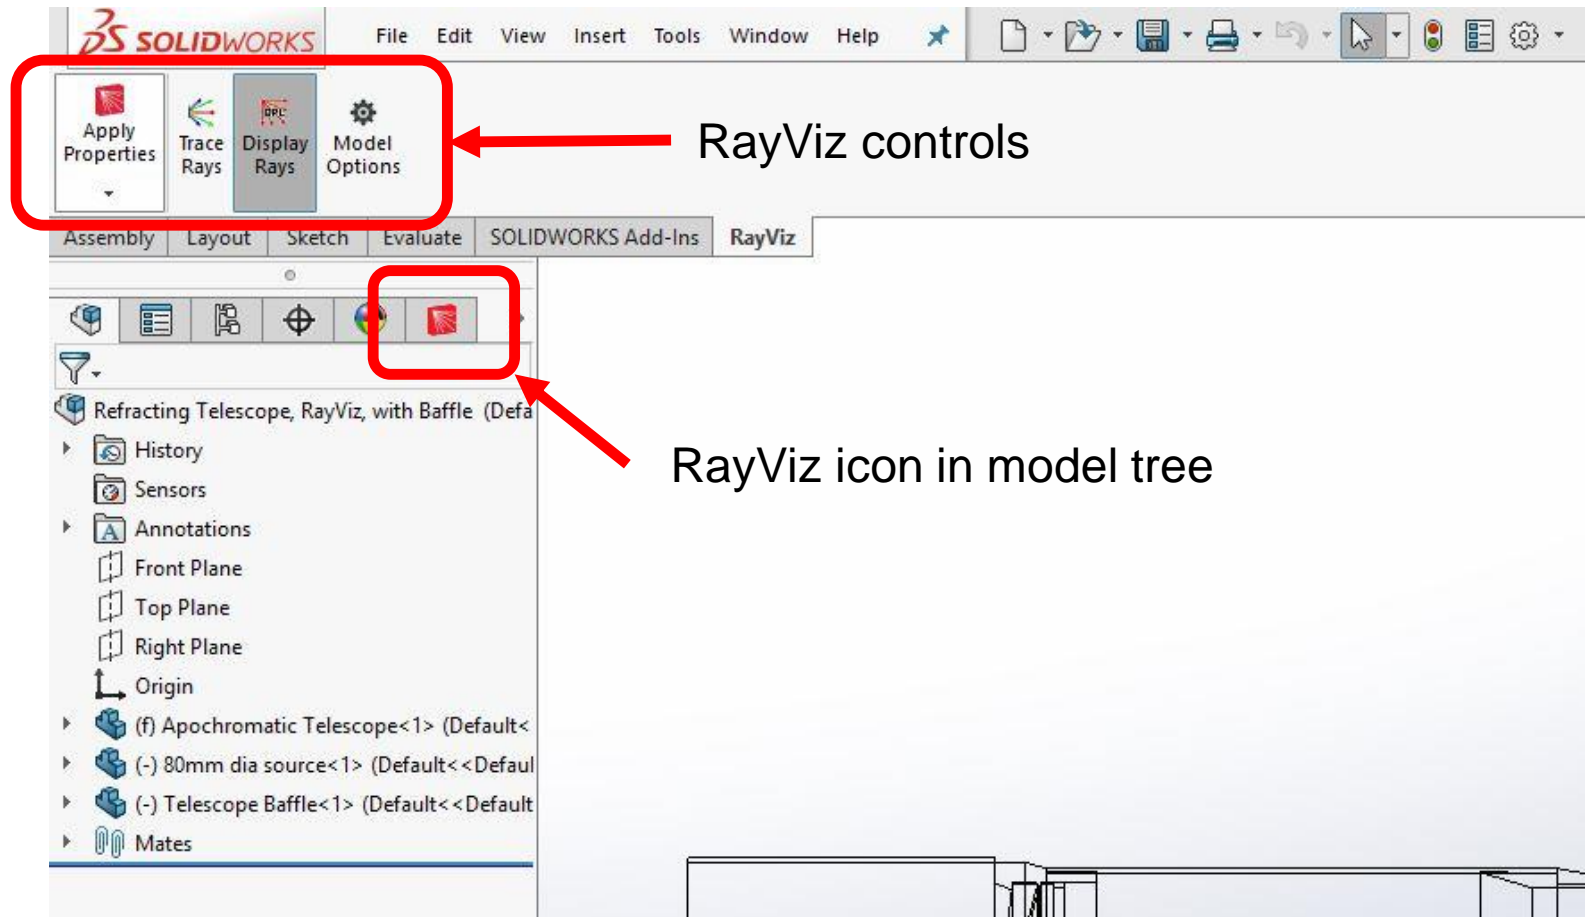 SOLIDWORKS File Edit View Insert Tools Window Help
Apply
Properties
Trace
Rays
Display
Rays
Model
Options
RayViz controls
Assembly Layout Sketch Evaluate SOLIDWORKS Add-Ins RayViz
Refracting Telescope, RayViz, with Baffle (Defa
History
Sensors
Annotations
Front Plane
Top Plane
Right Plane
Origin
(f) Apochromatic Telescope<1> (Default<
(-) 80mm dia source<1> (Default<<Defaul
(-) Telescope Baffle<1> (Default<<Default
Mates
RayViz icon in model tree